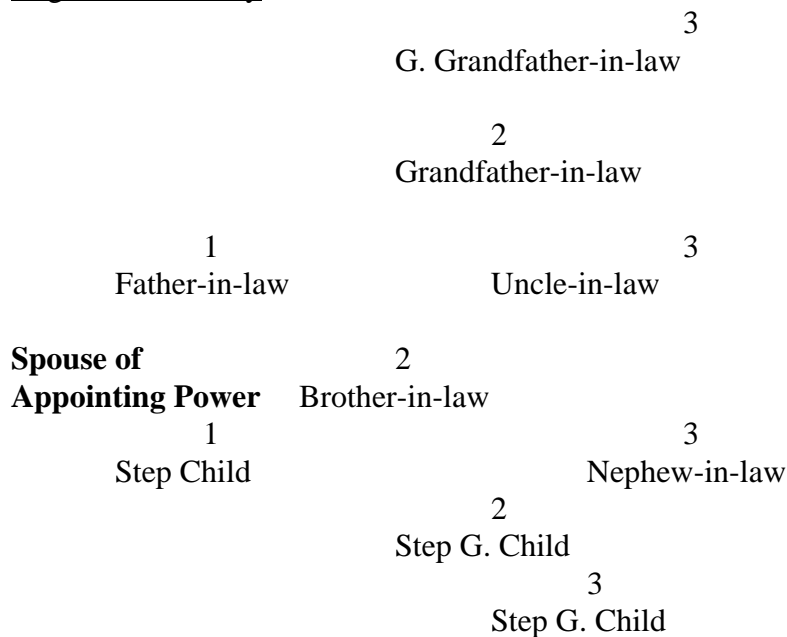 3
G. Grandfather-in-law
2
Grandfather-in-law
1 3
Father-in-law Uncle-in-law
Spouse of 2
Appointing Power Brother-in-law
1 3
Step Child Nephew-in-law
2
Step G. Child
3
Step G. Child